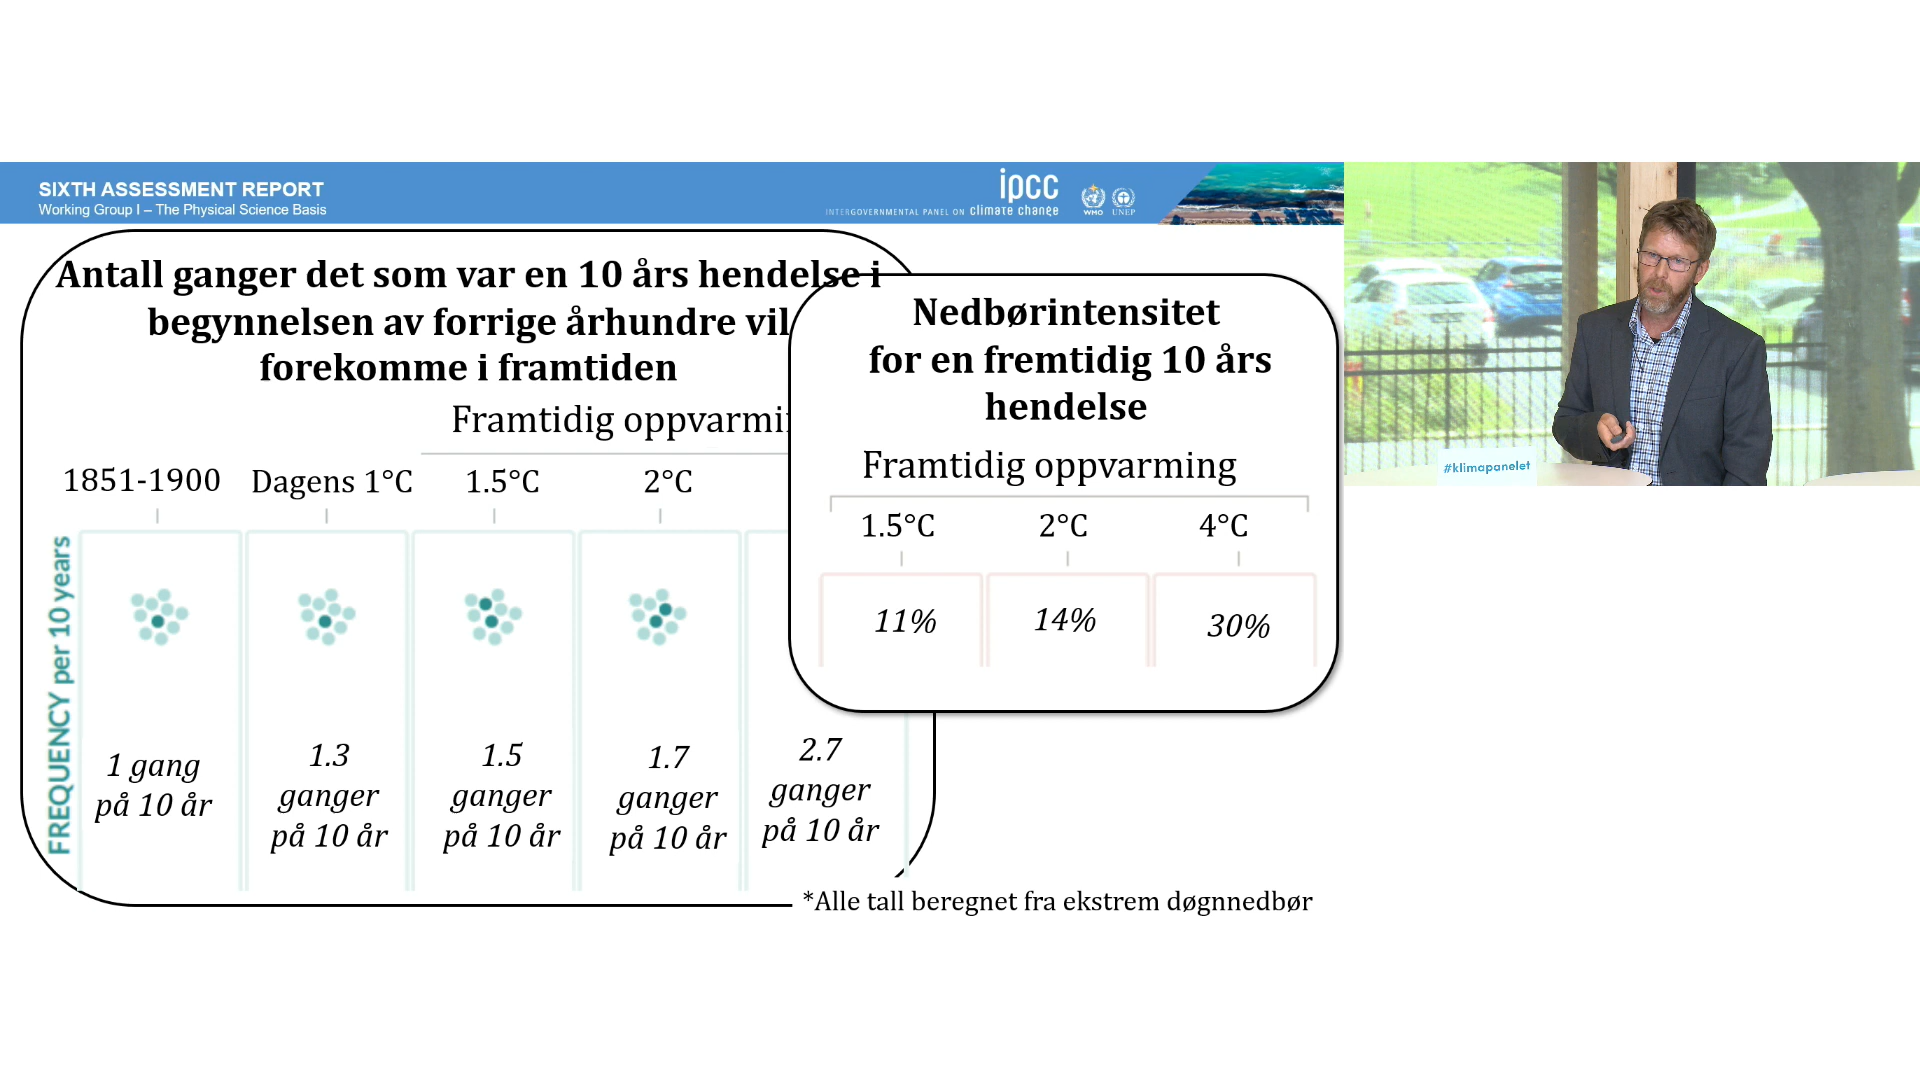 SIXTH ASSESSMENT REPORT
Working Group I – The Physical Science Basis
ipcc
INTERGOVERNMENTAL PANEL ON climate change
WMO
UNEP
Antall ganger det som var en 10 års hendelse i
begynnelsen av forrige århundre vil
forekomme i framtiden
Framtidig
1851-1900
Dagens 1°C
1.5°C
2°C
FREQUENCY per 10 years
1 gang
på 10 år
1.3
ganger
på 10 år
1.5
ganger
på 10 år
1.7
ganger
på 10 år
2.7
ganger
på 10 år
Nedbørintensitet
for en fremtidig 10 års
hendelse
Framtidig oppvarming
1.5°C
2°C
4°C
11%
14%
30%
*Alle tall beregnet fra ekstrem døgnnedbør
#klimapanelet